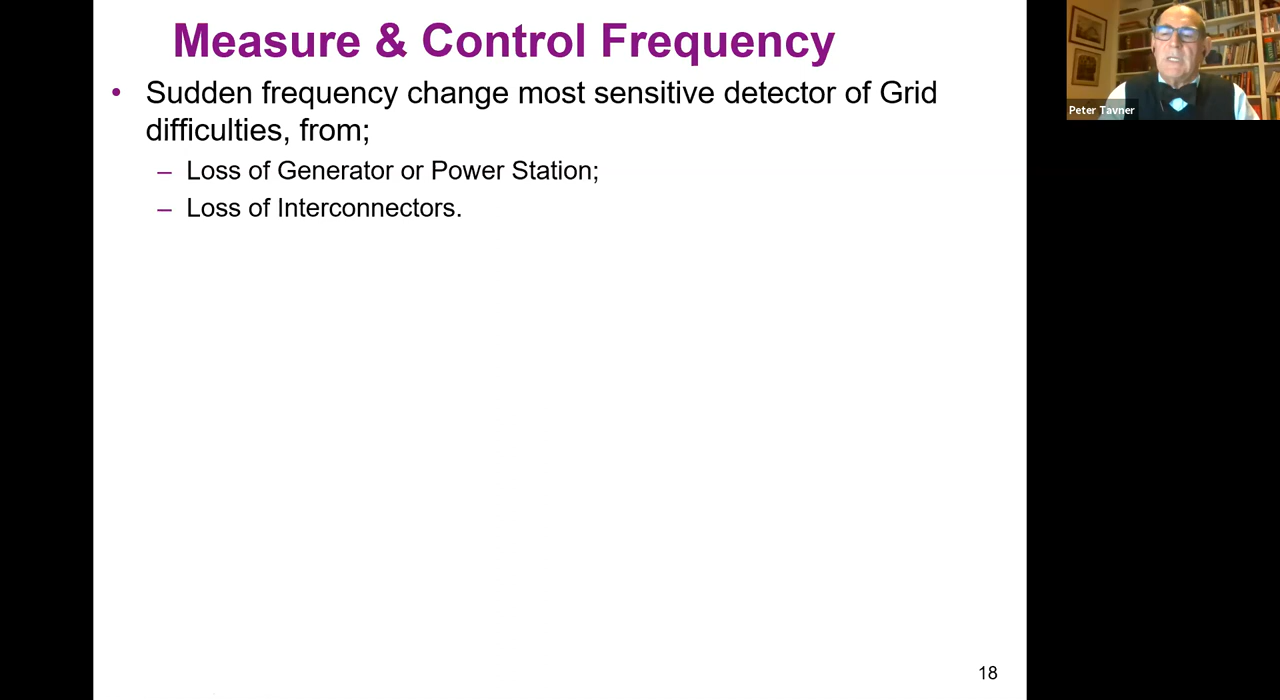 Measure & Control Frequency
• Sudden frequency change most sensitive detector of Grid
difficulties, from;
– Loss of Generator or Power Station;
– Loss of Interconnectors.
18
Peter Tavner